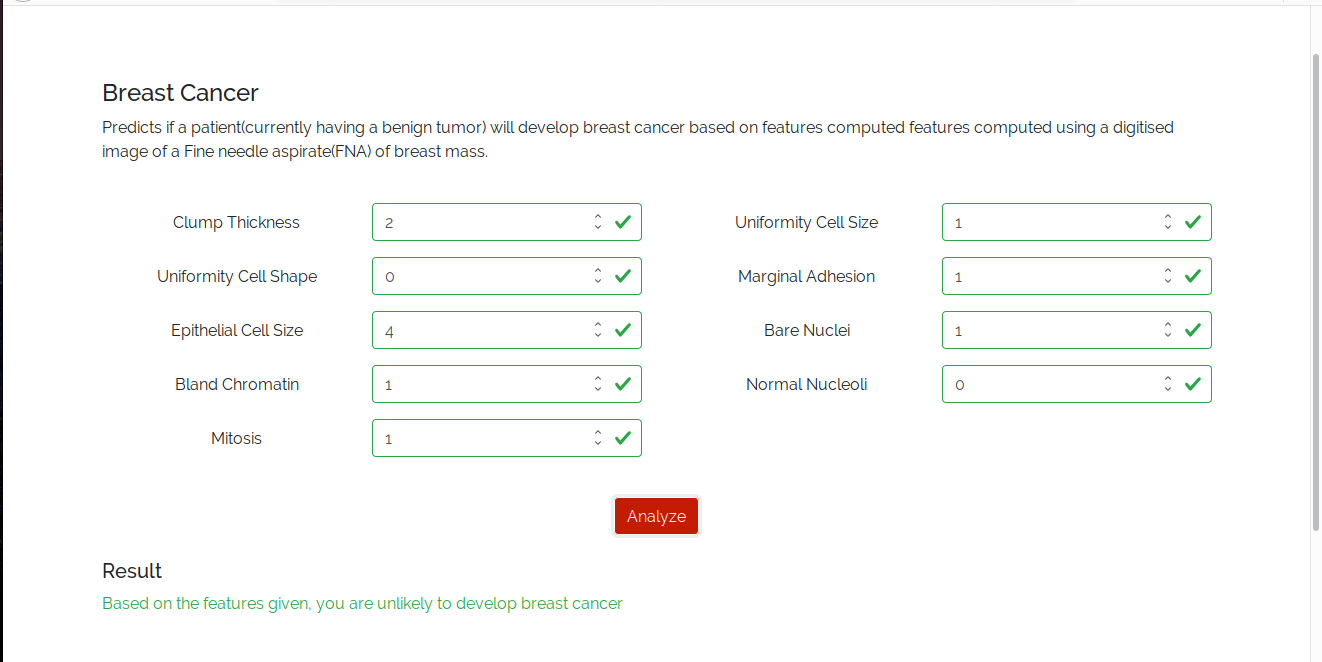 Breast Cancer
Predicts if a patient(currently having a benign tumor) will develop breast cancer based on features computed features computed using a digitised
image of a Fine needle aspirate(FNA) of breast mass.
Clump Thickness 2 Uniformity Cell Size 1
Uniformity Cell Shape 0 Marginal Adhesion 1
Epithelial Cell Size 4 Bare Nuclei 1
Bland Chromatin 1 Normal Nucleoli 0
Mitosis 1
Analyze
Result
Based on the features given, you are unlikely to develop breast cancer